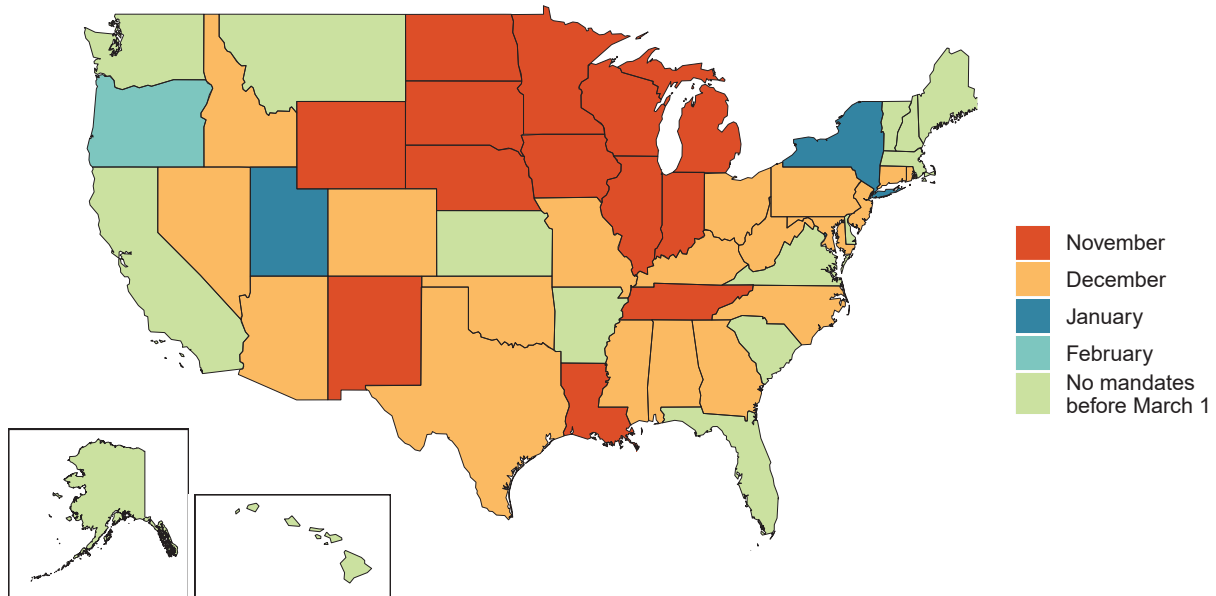 November
December
January
February
No mandates
before March 1